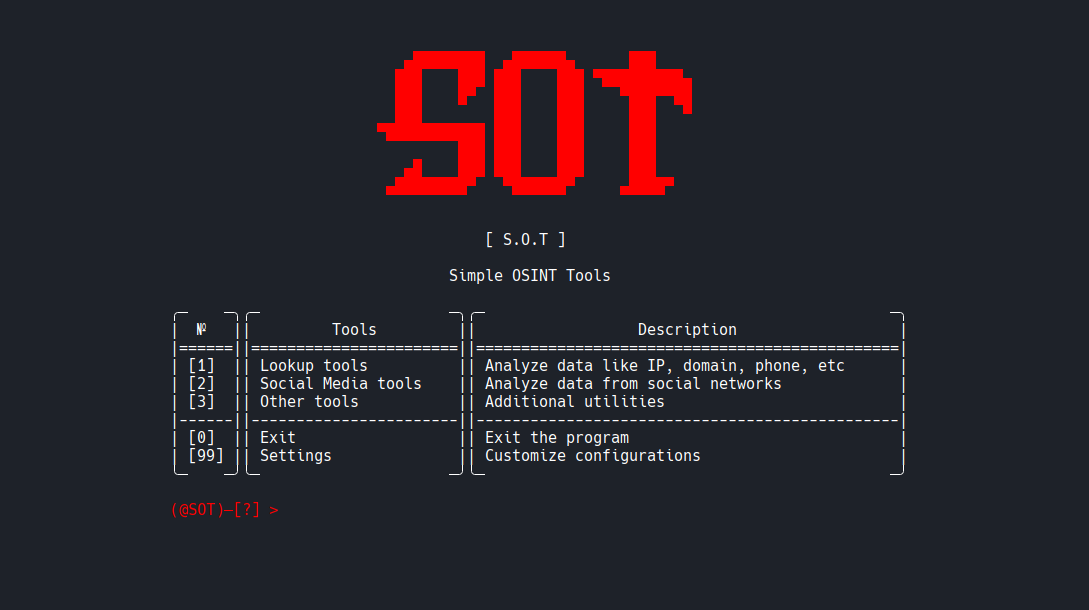 SOT
[ S.O.T ]
Simple OSINT Tools
№ || Tools || Description
|======||=======================||===============================================|
| [1] || Lookup tools || Analyze data like IP, domain, phone, etc |
| [2] || Social Media tools || Analyze data from social networks |
| [3] || Other tools || Additional utilities |
|------||-----------------------||-----------------------------------------------|
| [0] || Exit || Exit the program |
| [99] || Settings || Customize configurations |
(@SOT)—[?] >